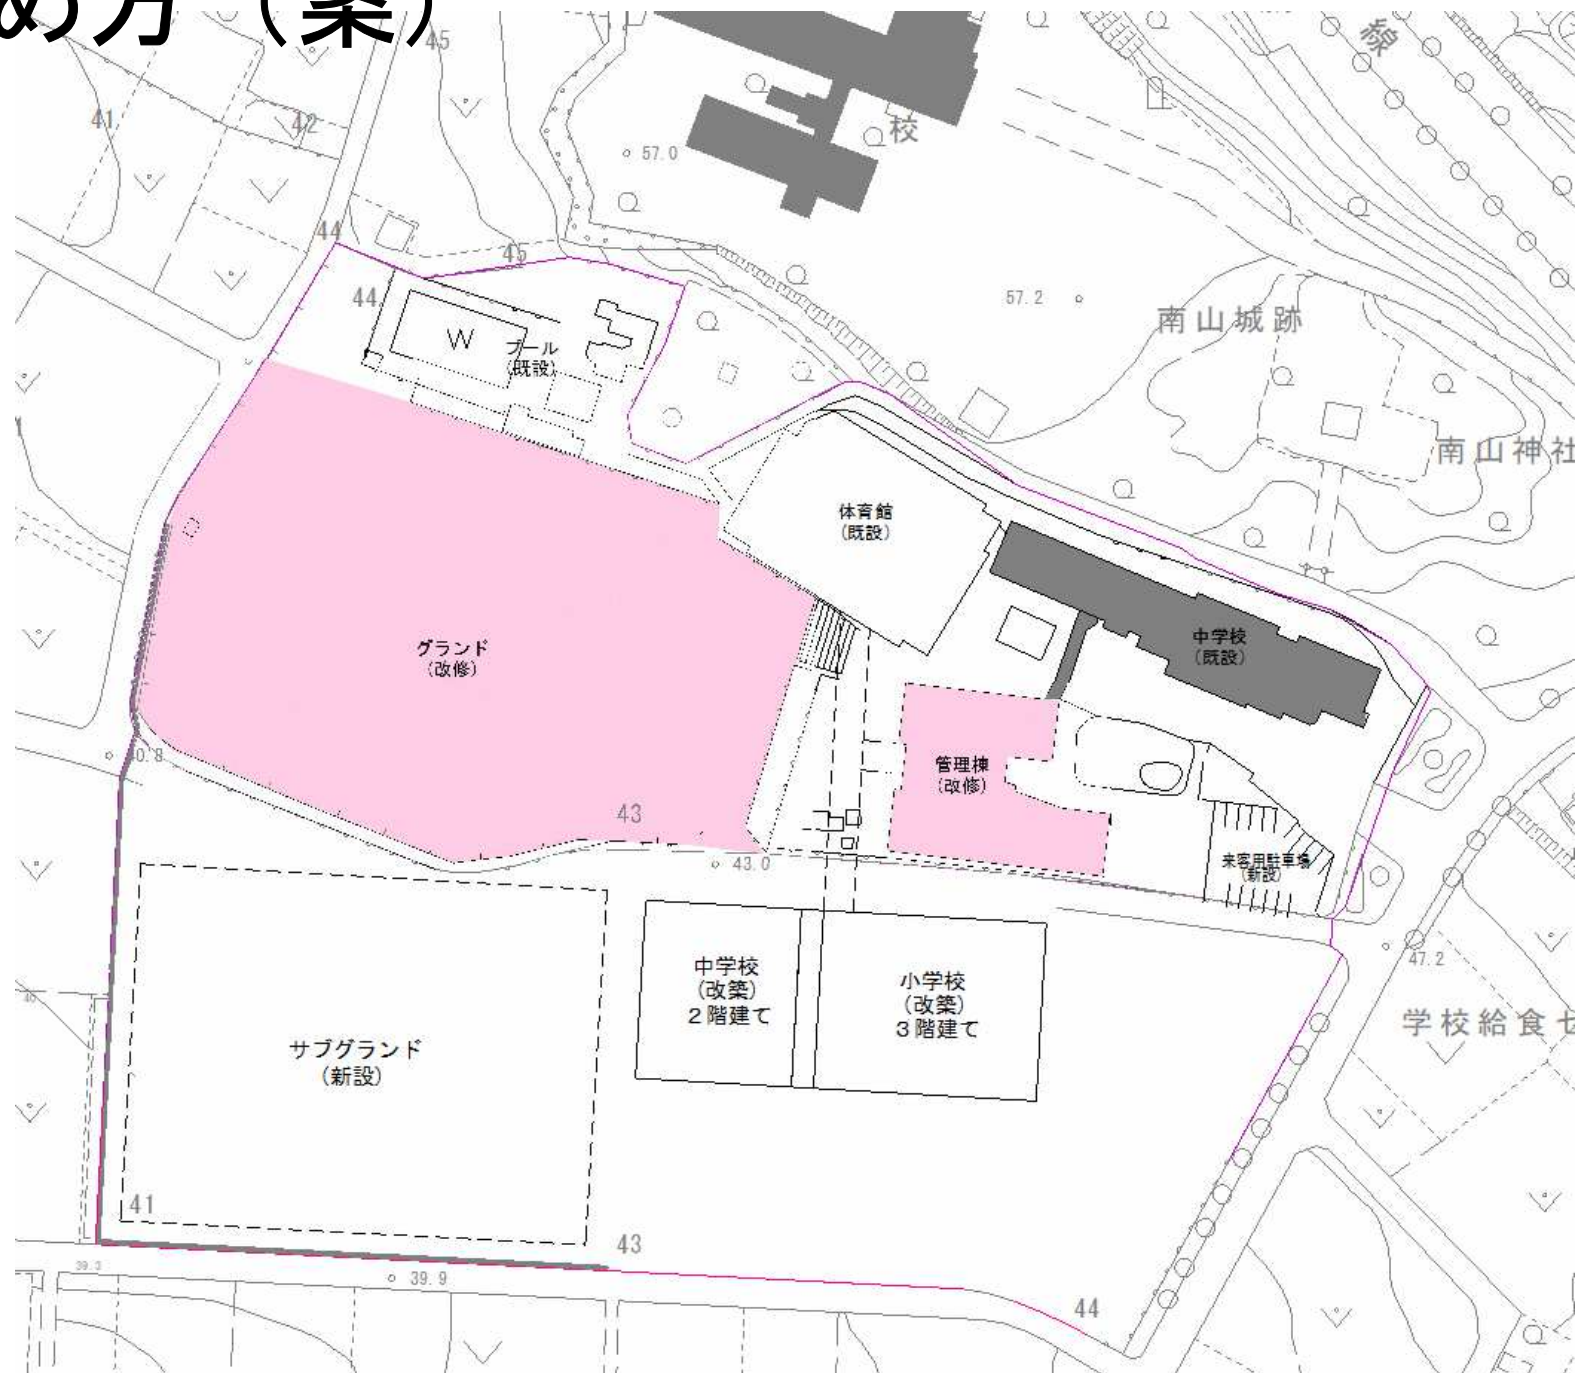 め方（案）
45
線
41
42
校
57.0
44
45
44
57.2
南山城跡
W
プール
（既設）
南山神社
体育館
（既設）
グランド
（改修）
中学校
（既設）
管理棟
（改修）
43
43.0
来客用駐車場
（新設）
47.2
中学校
（改築）
２階建て
小学校
（改築）
３階建て
学校給食セ
サブグランド
（新設）
40
41
43
39.3
39.9
44